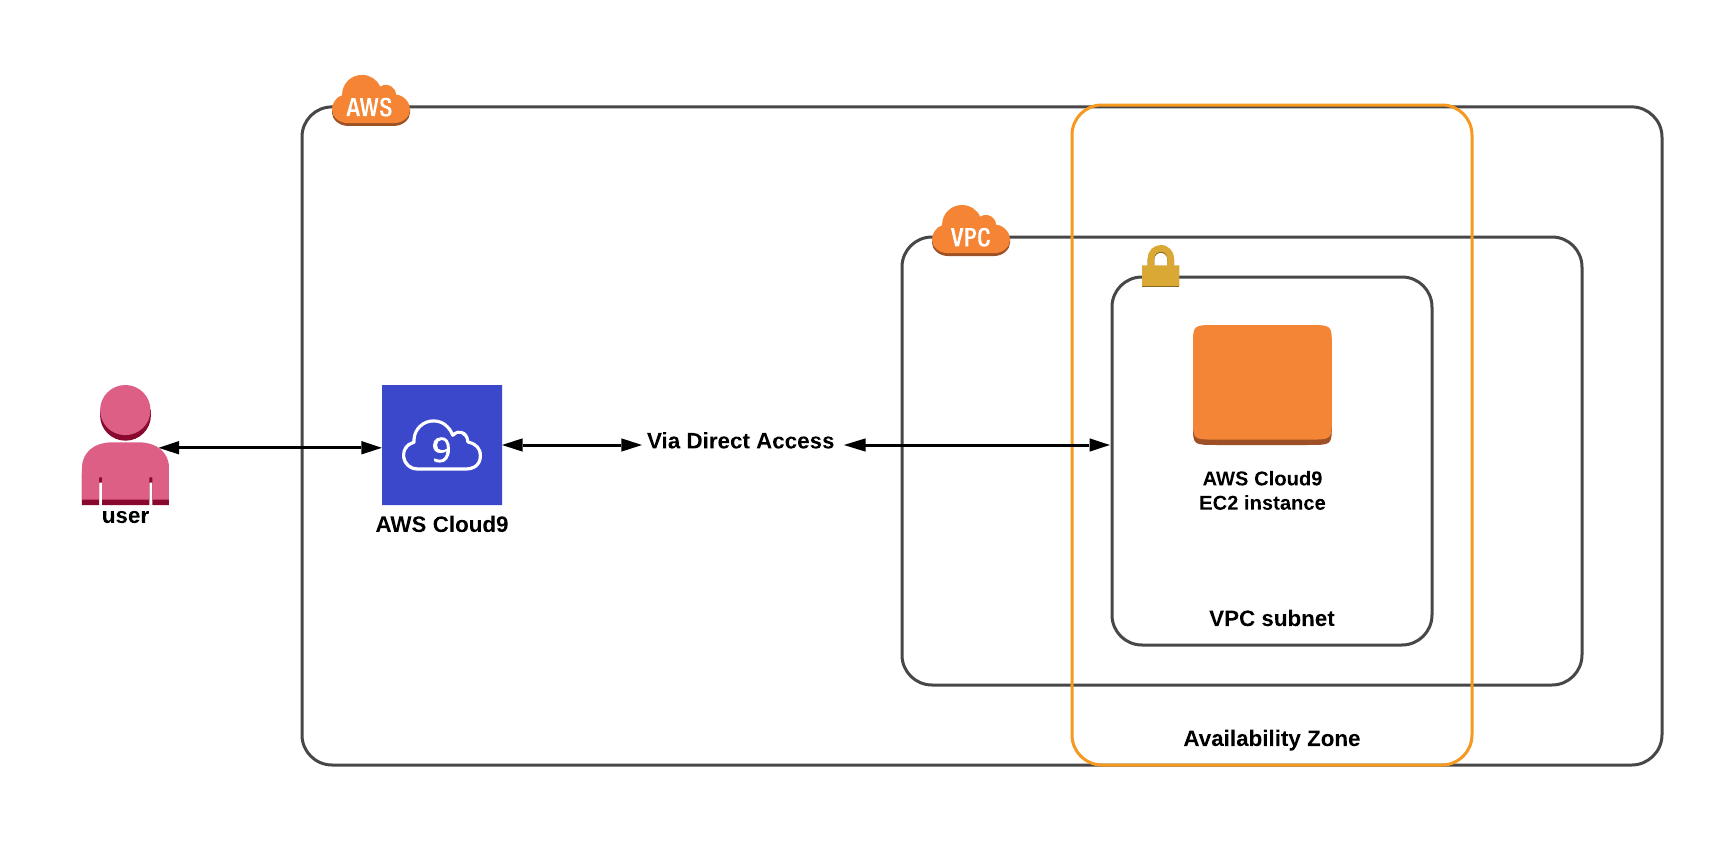 AWS
VPC
9
Via Direct Access
user
AWS Cloud9
AWS Cloud9
EC2 instance
VPC subnet
Availability Zone